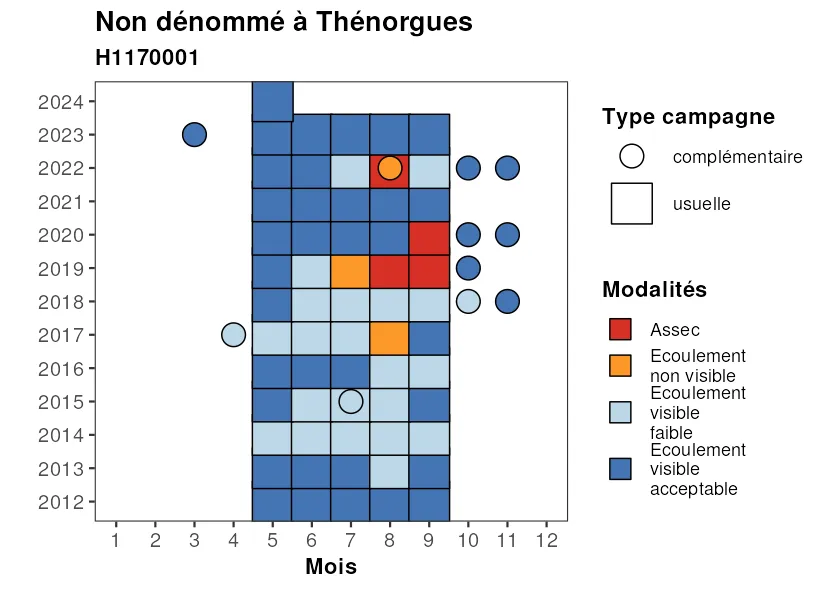 Non dénommé à Thénorgues
H1170001
2024
2023
2022
2021
2020
2019
2018
2017
2016
2015
2014
2013
2012
1 2 3 4 5 6 7 8 9 10 11 12
Mois
Type campagne
complémentaire
usuelle
Modalités
Assec
Ecoulement
non visible
Ecoulement
visible
faible
Ecoulement
visible
acceptable